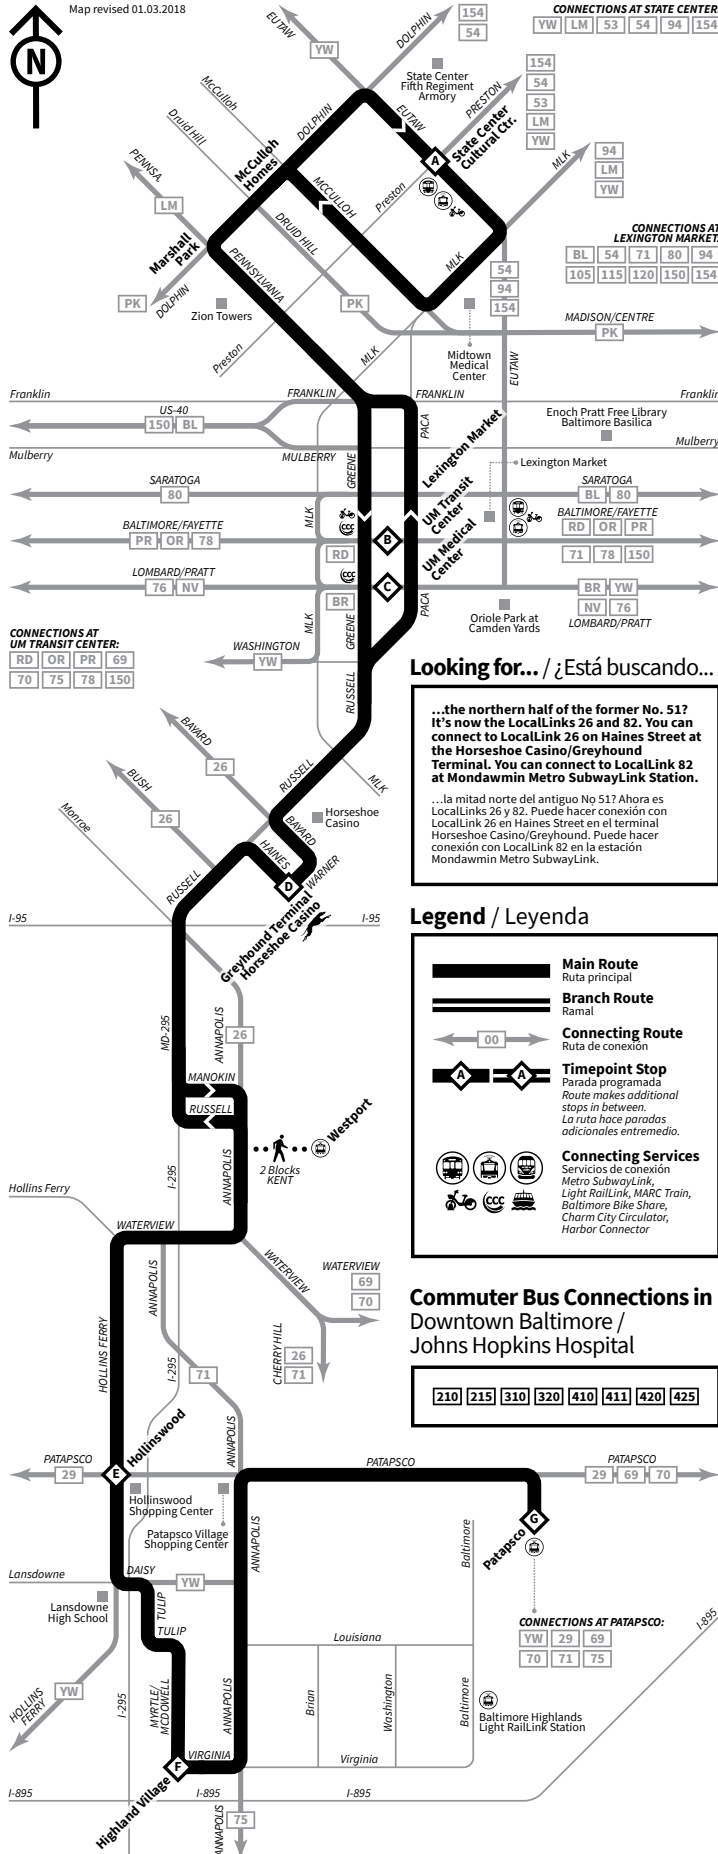 Map revised 01.03.2018
N
CONNECTIONS AT STATE CENTER:
YW LM 53 54 94 154
EUTAW
YW
DOLPHIN
154
54
State Center
Fifth Regiment
Armory
PRESTON
154
54
53
LM
YW
EUTAW
A
State Center
Cultural Ctr.
McCulloh
Druid Hill
DOLPHIN
McCulloh
Homes
MCCULLOH
Preston
MLK
94
LM
YW
PENNSA.
LM
DRUID HILL
Marshall
Park
PENNSYLVANIA
MLK
CONNECTIONS AT
LEXINGTON MARKET:
BL 54 71 80 94
105 115 120 150 154
54
94
154
PK
DOLPHIN
Zion Towers
PK
MADISON/CENTRE
PK
Preston
MLK
Midtown
Medical
Center
EUTAW
Franklin
FRANKLIN
FRANKLIN
Franklin
US-40
150 BL
PACA
Enoch Pratt Free Library
Baltimore Basilica
Mulberry
MULBERRY
GREENE
Lexington Market
Mulberry
Lexington Market
SARATOGA
80
SARATOGA
BL 80
MLK
CCC
UM Transit
Center
BALTIMORE/FAYETTE
PR OR 78
B
BALTIMORE/FAYETTE
RD OR PR
71 78 150
RD
CCC
UM Medical
Center
LOMBARD/PRATT
76 NV
C
BR YW
NV 76
LOMBARD/PRATT
BR
MLK
GREENE
PACA
Oriole Park at
Camden Yards
CONNECTIONS AT
UM TRANSIT CENTER:
RD OR PR 69
70 75 78 150
WASHINGTON
YW
RUSSELL
Looking for... / ¿Está buscando...
...the northern half of the former No. 51?
It's now the LocalLinks 26 and 82. You can
connect to LocalLink 26 on Haines Street at
the Horseshoe Casino/Greyhound
Terminal. You can connect to LocalLink 82
at Mondawmin Metro SubwayLink Station.
...la mitad norte del antiguo No 51? Ahora es
LocalLinks 26 y 82. Puede hacer conexión con
LocalLink 26 en Haines Street en el terminal
Horseshoe Casino/Greyhound. Puede hacer
conexión con LocalLink 82 en la estación
Mondawmin Metro SubwayLink.
BAYARD
26
BUSH
26
RUSSELL
MLK
Monroe
Horseshoe
Casino
BAYARD
HAINES
WARNER
D
RUSSELL
Greyhound Terminal
Horseshoe Casino
I-95
I-95
Legend / Leyenda
Main Route
Ruta principal
Branch Route
Ramal
00
Connecting Route
Ruta de conexión
A
A
Timepoint Stop
Parada programada
Route makes additional
stops in between.
La ruta hace paradas
adicionales entremedio.
CCC
Connecting Services
Servicios de conexión
Metro SubwayLink,
Light RailLink, MARC Train,
Baltimore Bike Share,
Charm City Circulator,
Harbor Connector
MD-295
ANNAPOLIS
26
MANOKIN
RUSSELL
Westport
2 Blocks
KENT
I-295
ANNAPOLIS
Hollins Ferry
WATERVIEW
ANNAPOLIS
WATERVIEW
WATERVIEW
69
70
CHERRY HILL
26
71
HOLLINS FERRY
I-295
71
Commuter Bus Connections in
Downtown Baltimore /
Johns Hopkins Hospital
210 215 310 320 410 411 420 425
Hollinswood
ANNAPOLIS
PATAPSCO
29
E
PATAPSCO
PATAPSCO
29 69 70
Hollinswood
Shopping Center
Patapsco Village
Shopping Center
ANNAPOLIS
Baltimore
G
Patapsco
Lansdowne
DAISY
YW
TULIP
Lansdowne
High School
TULIP
CONNECTIONS AT PATAPSCO:
YW 29 69
70 71 75
I-895
Louisiana
YW
HOLLINS
FERRY
I-295
MYRTLE/
MCDOWELL
ANNAPOLIS
Brian
Washington
Baltimore
Baltimore Highlands
Light RailLink Station
VIRGINIA
Virginia
F
Highland Village
I-895
I-895
I-895
ANNAPOLIS
75